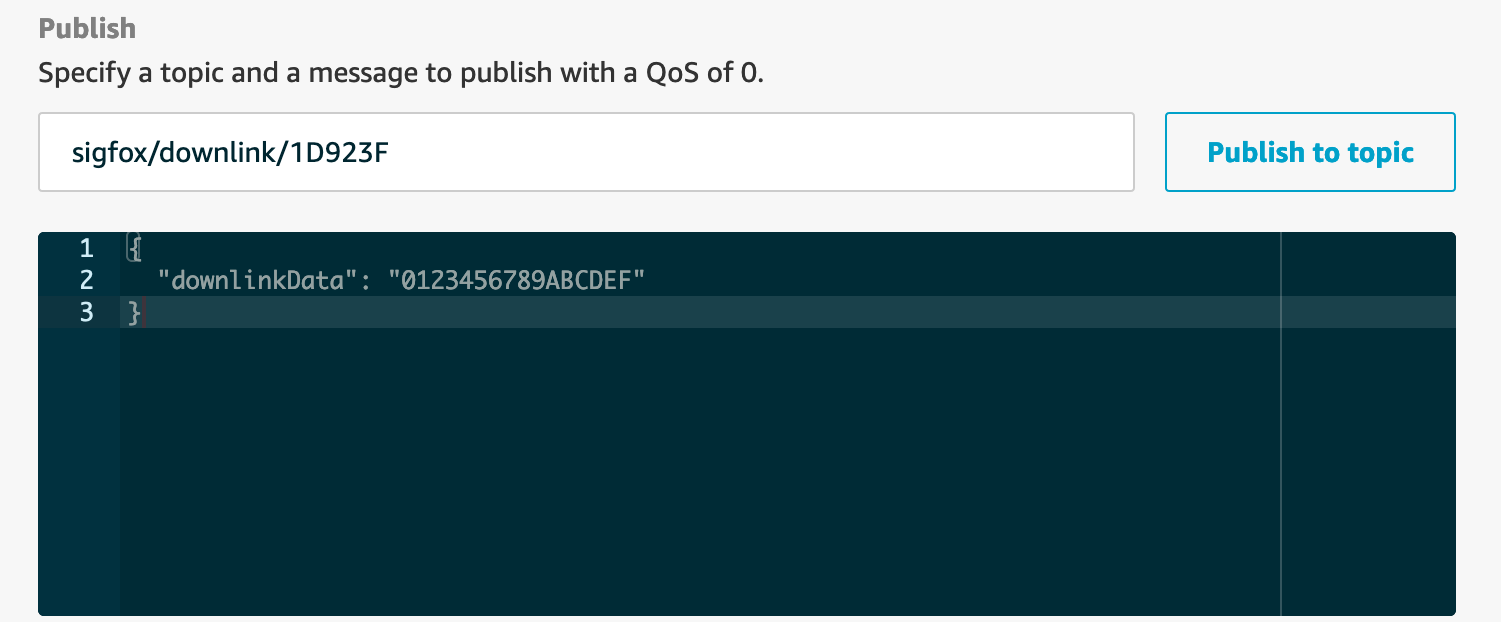 Publish
Specify a topic and a message to publish with a QoS of 0.
sigfox/downlink/1D923F
Publish to topic
1 {
2 "downlinkData": "0123456789ABCDEF"
3 }